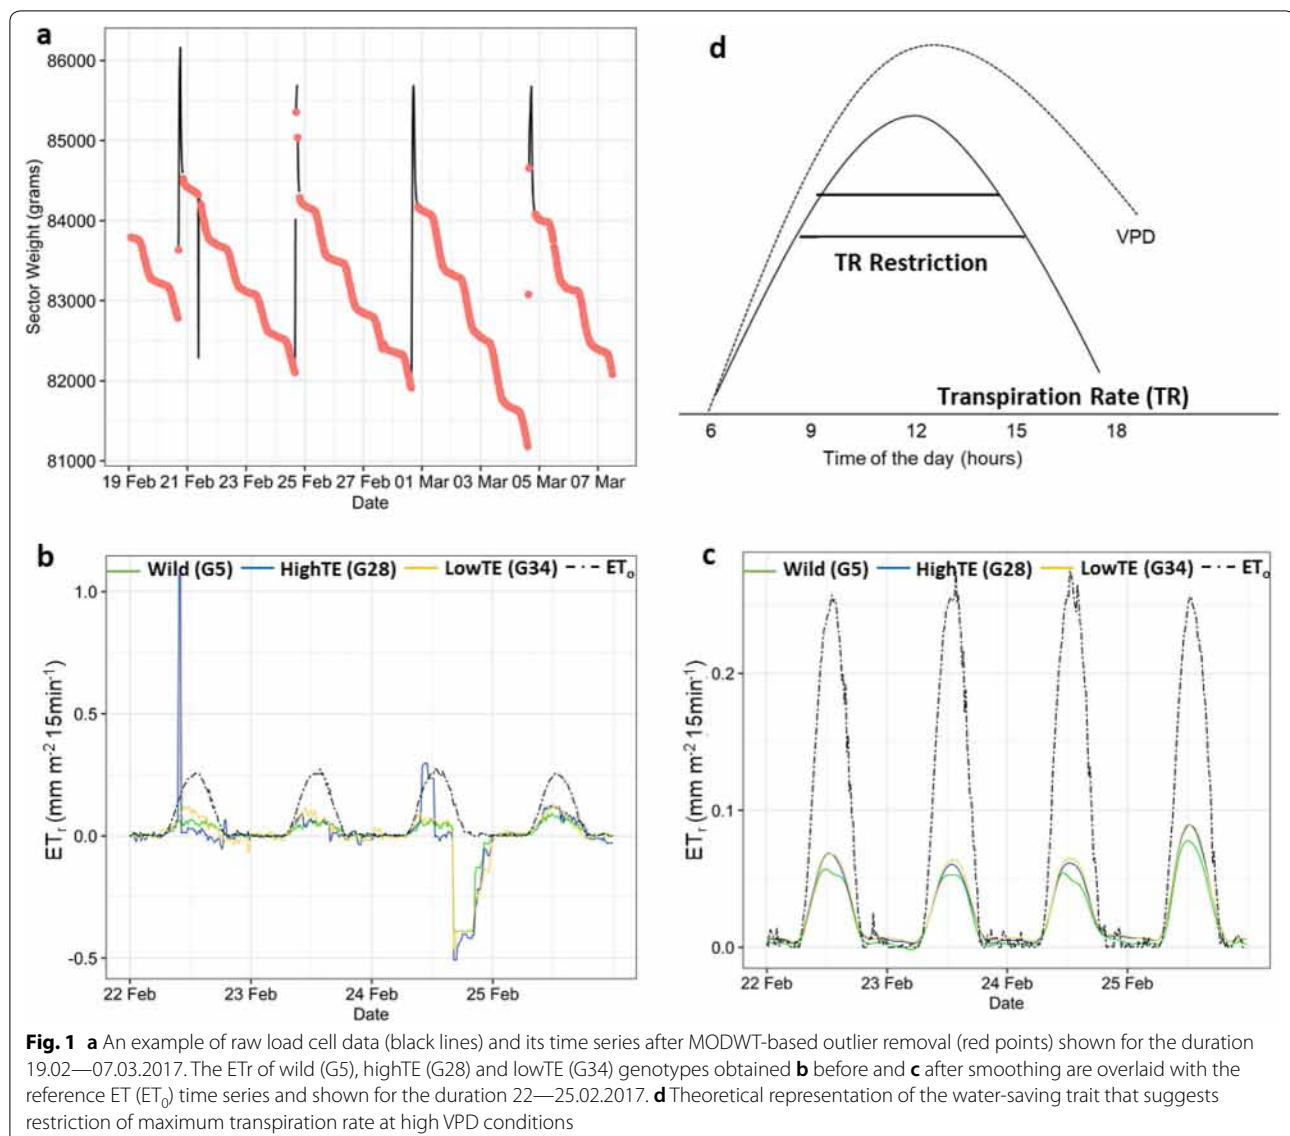 a
86000
85000
84000
83000
82000
81000
Sector Weight (grams)
19 Feb 21 Feb 23 Feb 25 Feb 27 Feb 01 Mar 03 Mar 05 Mar 07 Mar
Date
d
VPD
TR Restriction
Transpiration Rate (TR)
6 9 12 15 18
Time of the day (hours)
b
Wild (G5) HighTE (G28) LowTE (G34) ET₀
1.0
0.5
0.0
-0.5
ETr (mm m⁻² 15min⁻¹)
22 Feb 23 Feb 24 Feb 25 Feb
Date
c
Wild (G5) HighTE (G28) LowTE (G34) ET₀
0.2
0.1
0.0
ETr (mm m⁻² 15min⁻¹)
22 Feb 23 Feb 24 Feb 25 Feb
Date
Fig. 1 a An example of raw load cell data (black lines) and its time series after MODWT-based outlier removal (red points) shown for the duration
19.02—07.03.2017. The ETr of wild (G5), highTE (G28) and lowTE (G34) genotypes obtained b before and c after smoothing are overlaid with the
reference ET (ET₀) time series and shown for the duration 22—25.02.2017. d Theoretical representation of the water-saving trait that suggests
restriction of maximum transpiration rate at high VPD conditions